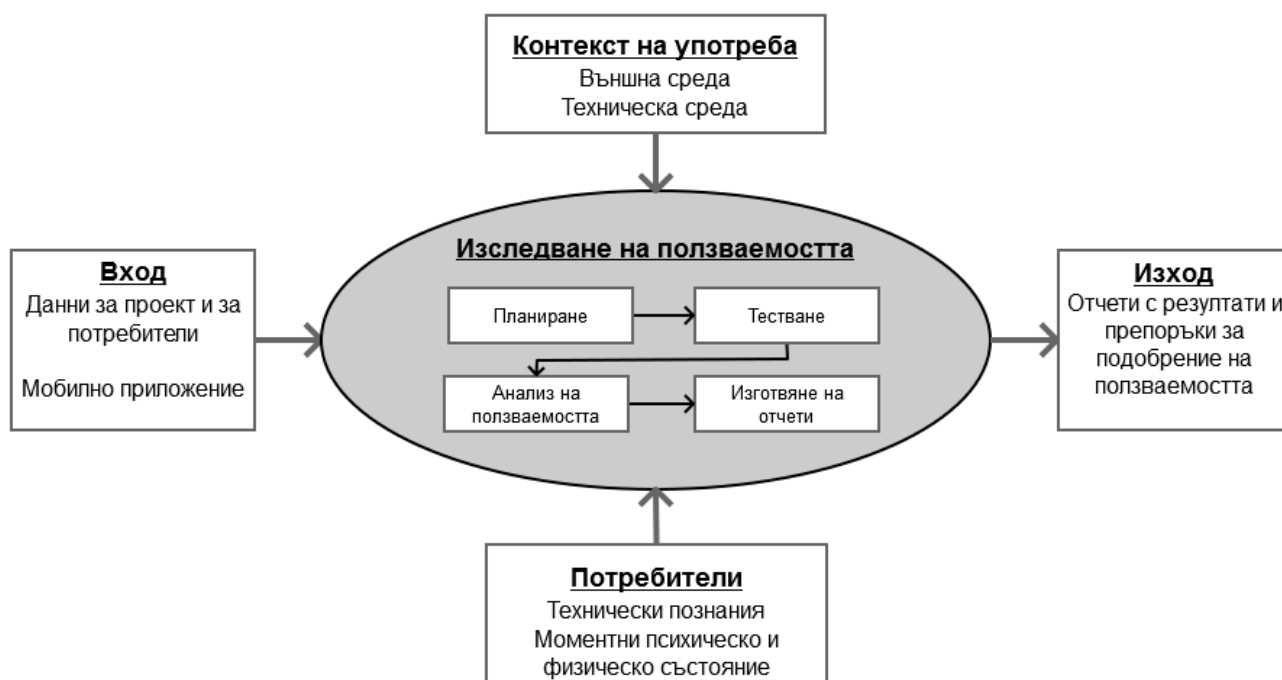 Контекст на употреба
Външна среда
Техническа среда
Изследване на ползваемостта
Вход
Данни за проект и за
потребители
Мобилно приложение
Планиране
Тестване
Анализ на
ползваемостта
Изготвяне на
отчети
Изход
Отчети с резултати и
препоръки за
подобрение на
ползваемостта
Потребители
Технически познания
Моментни психическо и
физическо състояние